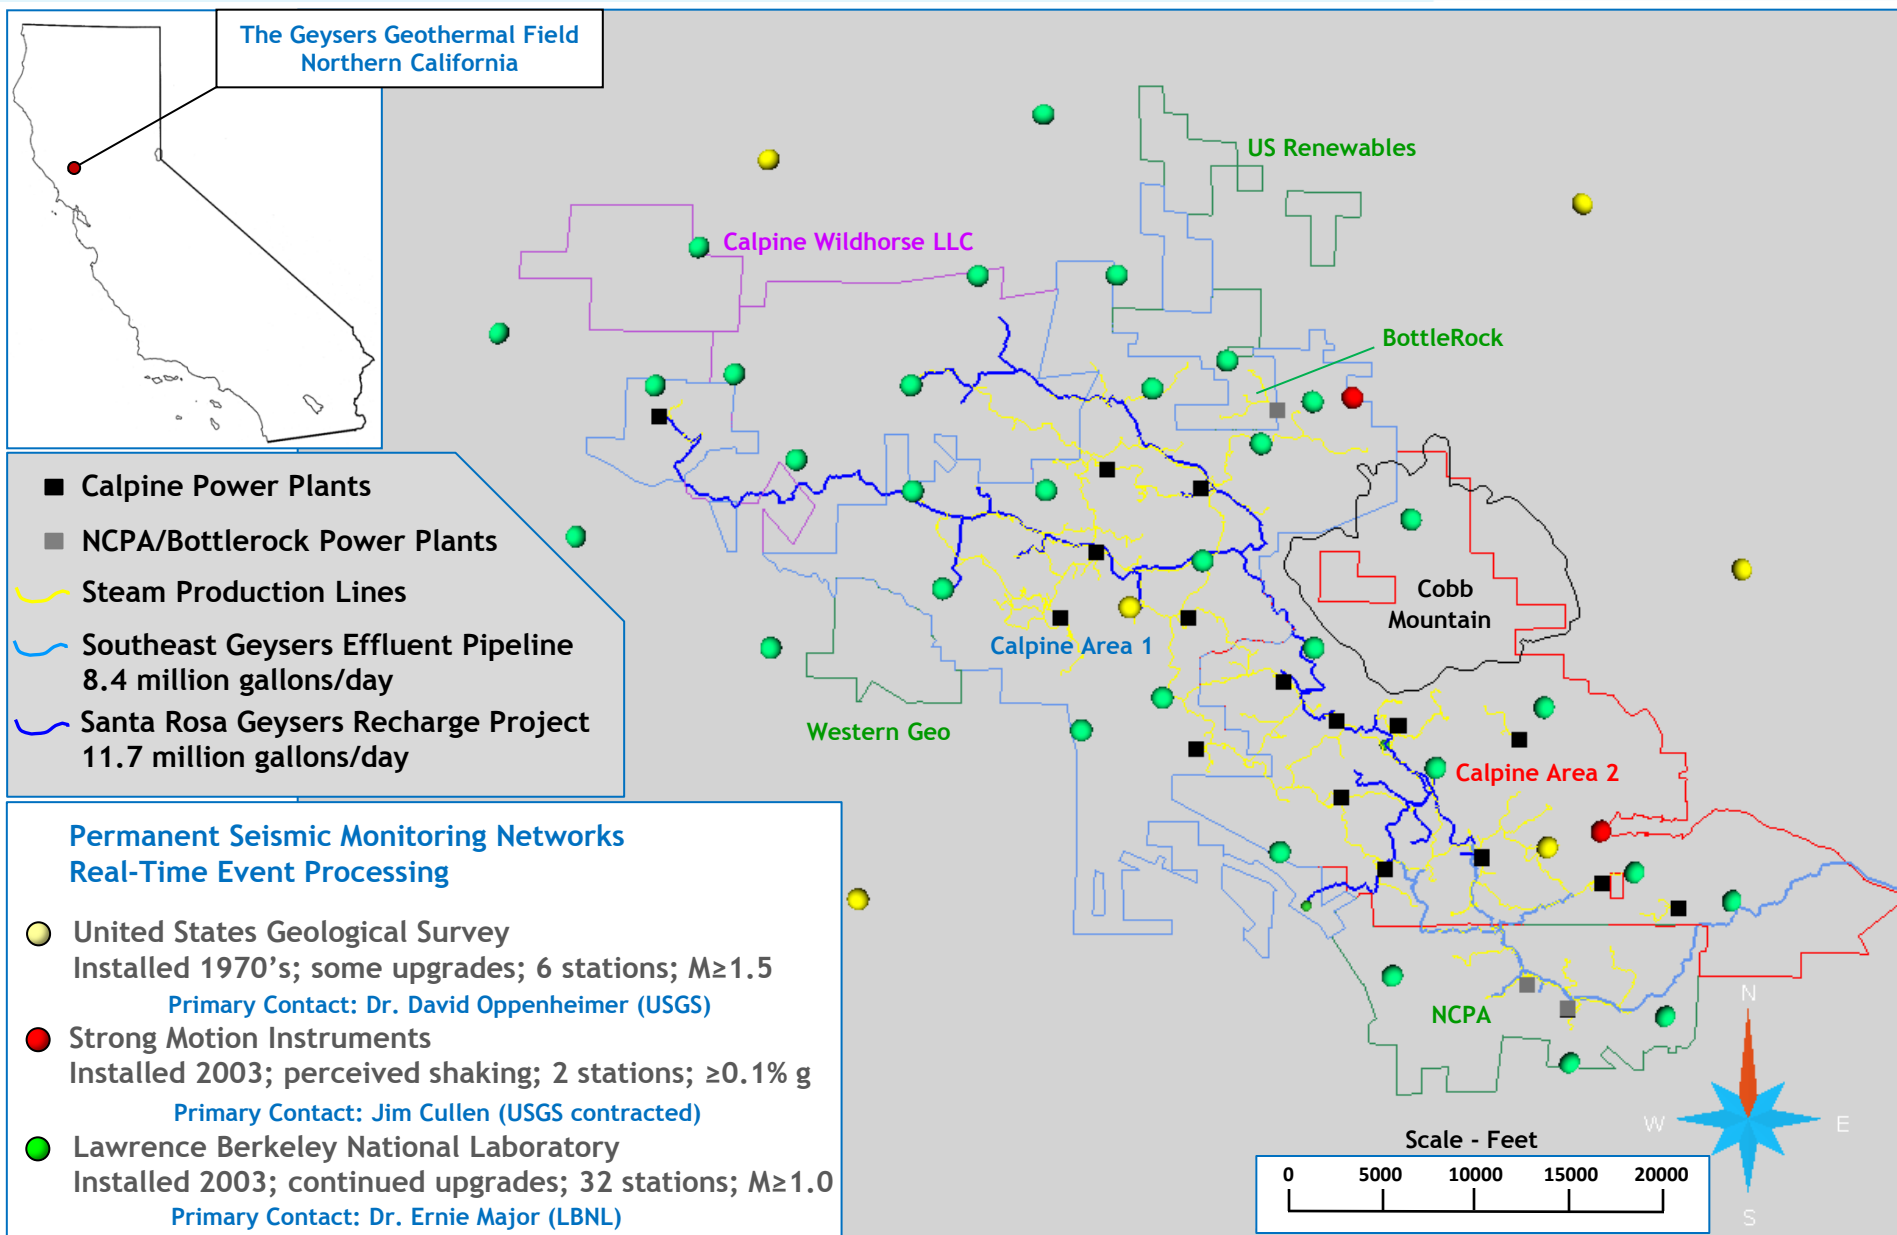 The Geysers Geothermal Field
Northern California
US Renewables
Calpine Wildhorse LLC
BottleRock
Calpine Power Plants
NCPA/Bottlerock Power Plants
Steam Production Lines
Southeast Geysers Effluent Pipeline
8.4 million gallons/day
Santa Rosa Geysers Recharge Project
11.7 million gallons/day
Cobb
Mountain
Calpine Area 1
Western Geo
Calpine Area 2
NCPA
Permanent Seismic Monitoring Networks
Real-Time Event Processing
United States Geological Survey
Installed 1970’s; some upgrades; 6 stations; M≥1.5
Primary Contact: Dr. David Oppenheimer (USGS)
Strong Motion Instruments
Installed 2003; perceived shaking; 2 stations; ≥0.1% g
Primary Contact: Jim Cullen (USGS contracted)
Lawrence Berkeley National Laboratory
Installed 2003; continued upgrades; 32 stations; M≥1.0
Primary Contact: Dr. Ernie Major (LBNL)
Scale - Feet
0 5000 10000 15000 20000
N
W E
S